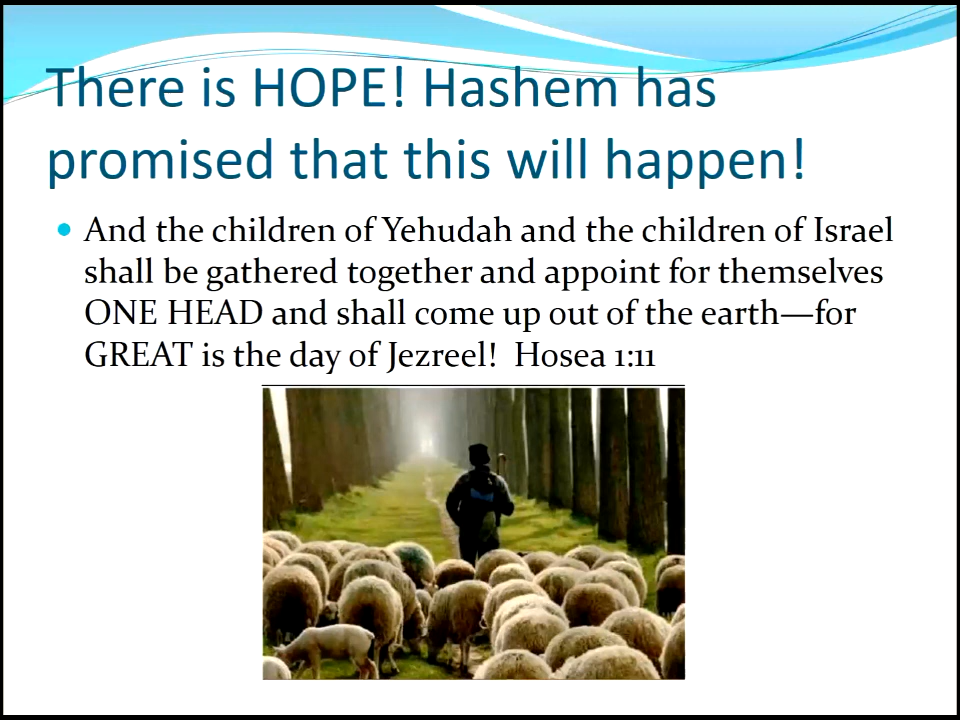 There is HOPE! Hashem has
promised that this will happen!
And the children of Yehudah and the children of Israel
shall be gathered together and appoint for themselves
ONE HEAD and shall come up out of the earth—for
GREAT is the day of Jezreel!  Hosea 1:11